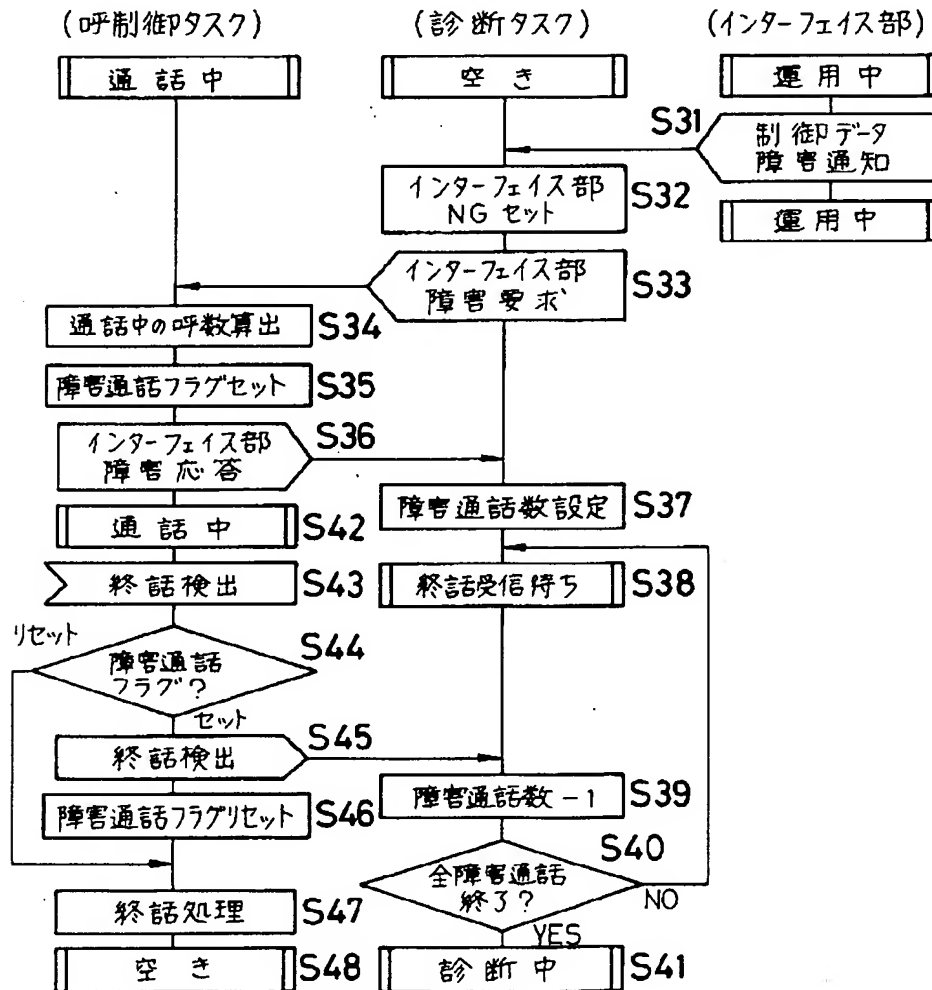 (呼制御タスク)
(診断タスク)
(インターフェイス部)
通話中
空き
運用中
S31
制御データ
障害通知
インターフェイス部
NGセット
S32
運用中
インターフェイス部
障害要求
S33
通話中の呼数算出
S34
障害通話フラグセット
S35
インターフェイス部
障害応答
S36
障害通話数設定
S37
通話中
S42
終話検出
S43
終話受信待ち
S38
リセット
障害通話
フラグ?
S44
セット
終話検出
S45
障害通話数-1
S39
障害通話フラグリセット
S46
全障害通話
終了?
S40
NO
YES
終話処理
S47
空き
S48
診断中
S41